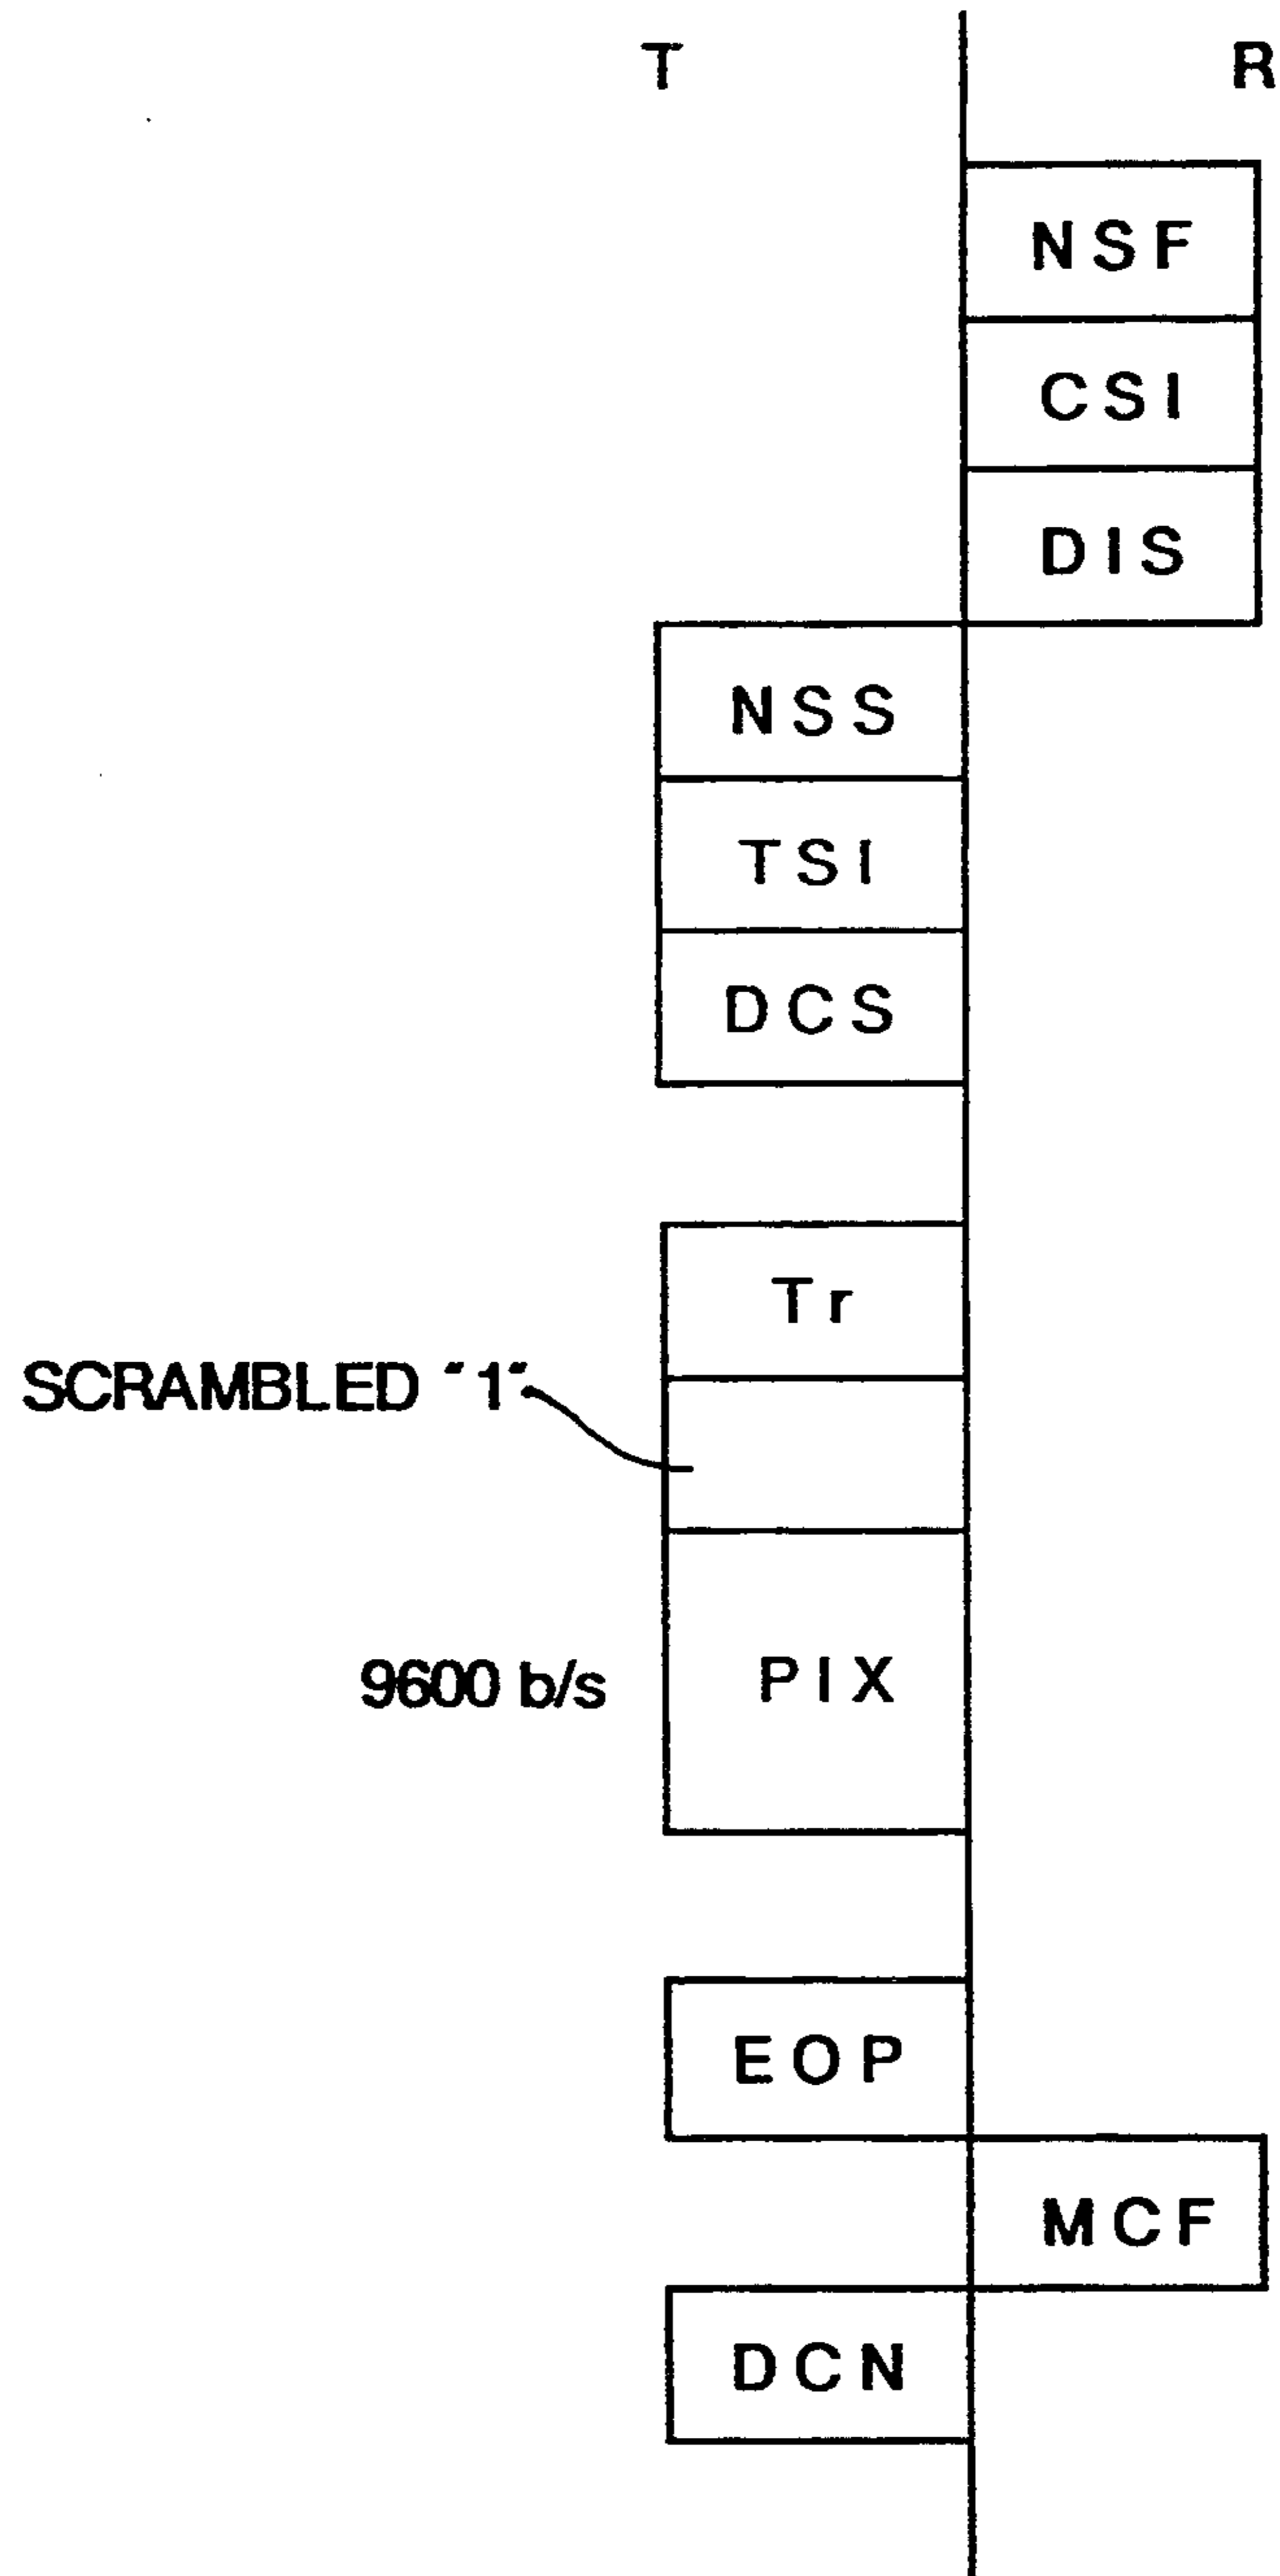 T R
NSF
CSI
DIS
NSS
TSI
DCS
Tr
SCRAMBLED "1"
PIX
9600 b/s
EOP
MCF
DCN